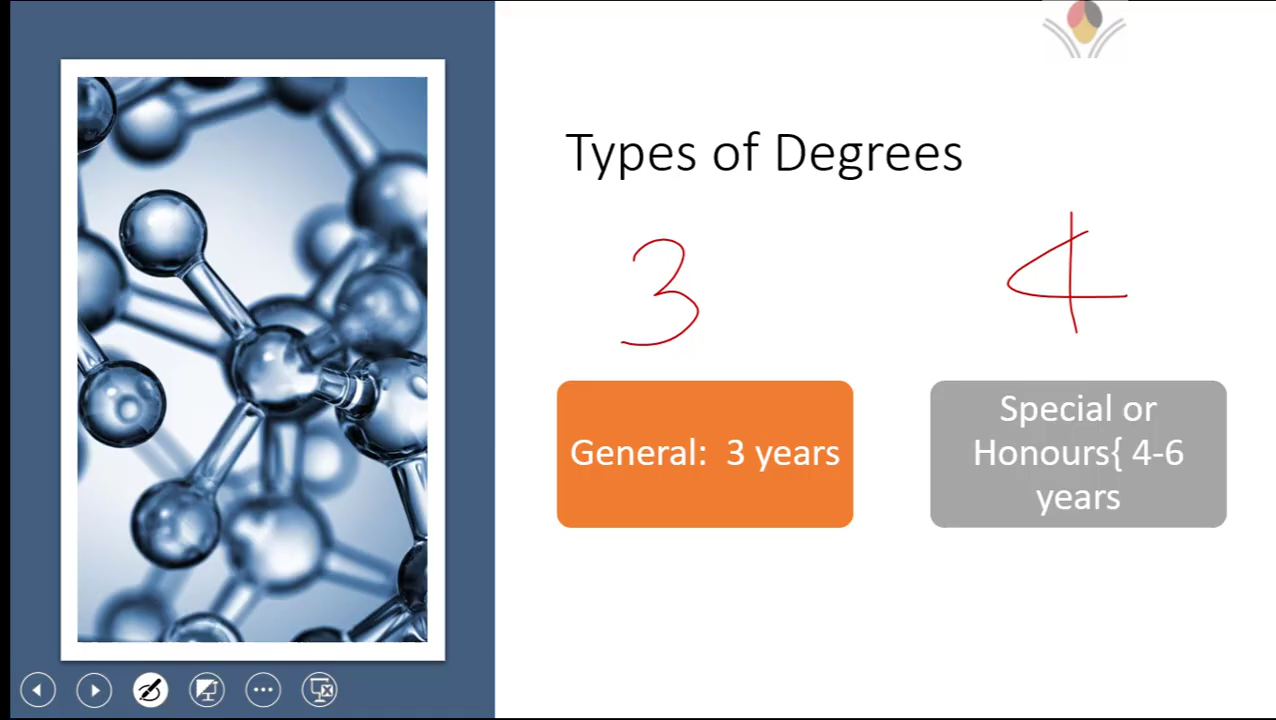 Types of Degrees
3
4
General: 3 years
Special or
Honours{ 4-6
years